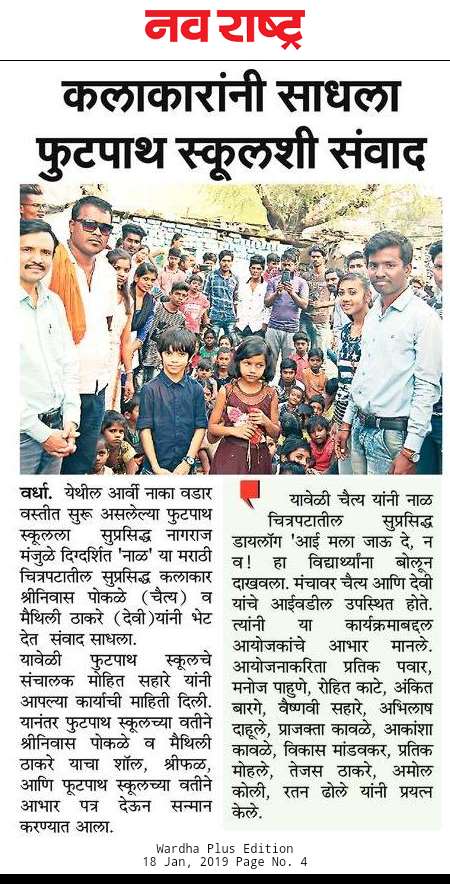 नव राष्ट्र
कलाकारांनी साधला
फुटपाथ स्कूलशी संवाद
वर्धा. येथील आर्वी नाका वडार
वस्तीत सुरू असलेल्या फुटपाथ
स्कूलला सुप्रसिद्ध नागराज
मंजुळे दिग्दर्शित 'नाळ' या मराठी
चित्रपटातील सुप्रसिद्ध कलाकार
श्रीनिवास पोकळे (चैत्य) व
मैथिली ठाकरे (देवी)यांनी भेट
देत संवाद साधला.
यावेळी फुटपाथ स्कूलचे
संचालक मोहित सहारे यांनी
आपल्या कार्याची माहिती दिली.
यानंतर फुटपाथ स्कूलच्या वतीने
श्रीनिवास पोकळे व मैथिली
ठाकरे याचा शॉल, श्रीफळ,
आणि फूटपाथ स्कूलच्या वतीने
आभार पत्र देऊन सन्मान
करण्यात आला.
यावेळी चैत्य यांनी नाळ
चित्रपटातील सुप्रसिद्ध
डायलॉग 'आई मला जाऊ दे, न
व! हा विद्यार्थ्यांना बोलून
दाखवला. मंचावर चैत्य आणि देवी
यांचे आईवडील उपस्थित होते.
त्यांनी या कार्यक्रमाबद्दल
आयोजकांचे आभार मानले.
आयोजनाकरिता प्रतिक पवार,
मनोज पाहुणे, रोहित काटे, अंकित
बारगे, वैष्णवी सहारे, अभिलाष
दाहूले, प्राजक्ता कावळे, आकांशा
कावळे, विकास मांडवकर, प्रतिक
मोहले, तेजस ठाकरे, अमोल
कोली, रतन ढोले यांनी प्रयत्न
केले.
Wardha Plus Edition
18 Jan, 2019 Page No. 4